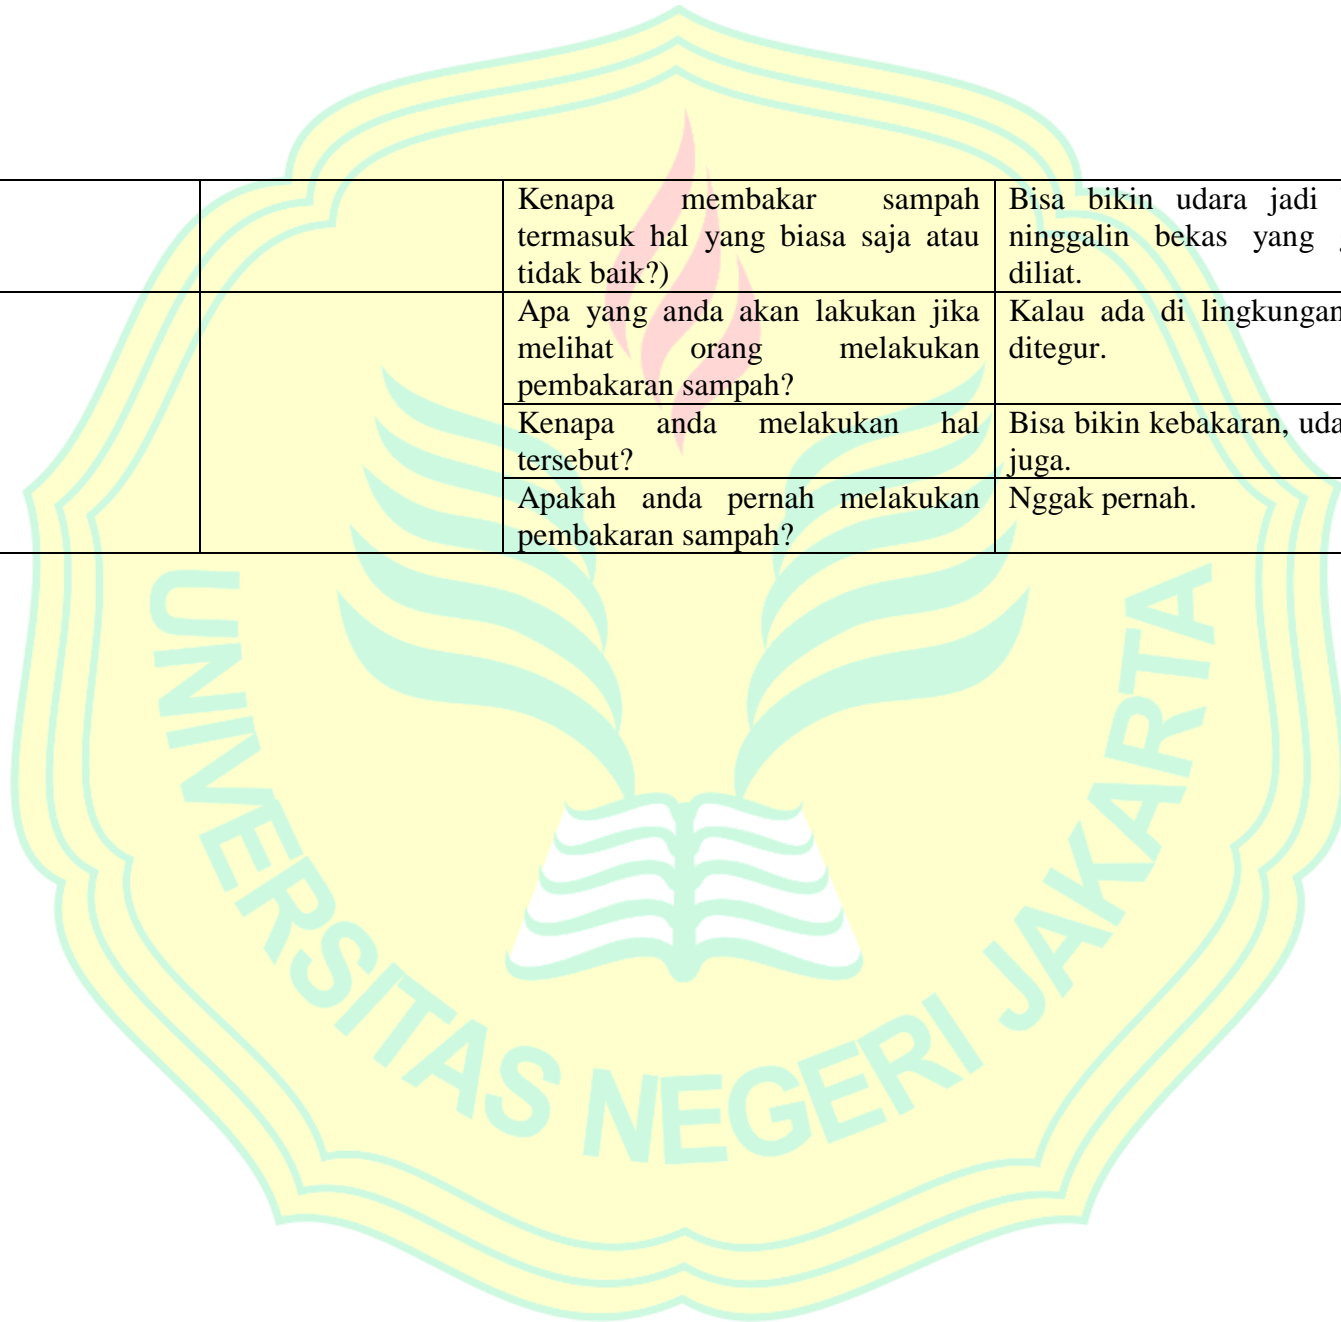 Kenapa membakar sampah
termasuk hal yang biasa saja atau
tidak baik?)
Bisa bikin udara jadi
ninggalin bekas yang
diliat.
Apa yang anda akan lakukan jika
melihat orang melakukan
pembakaran sampah?
Kalau ada di lingkungan
ditegur.
Kenapa anda melakukan hal
tersebut?
Bisa bikin kebakaran,
juga.
Apakah anda pernah melakukan
pembakaran sampah?
Nggak pernah.
UNIVERSITAS NEGERI JAKARTA